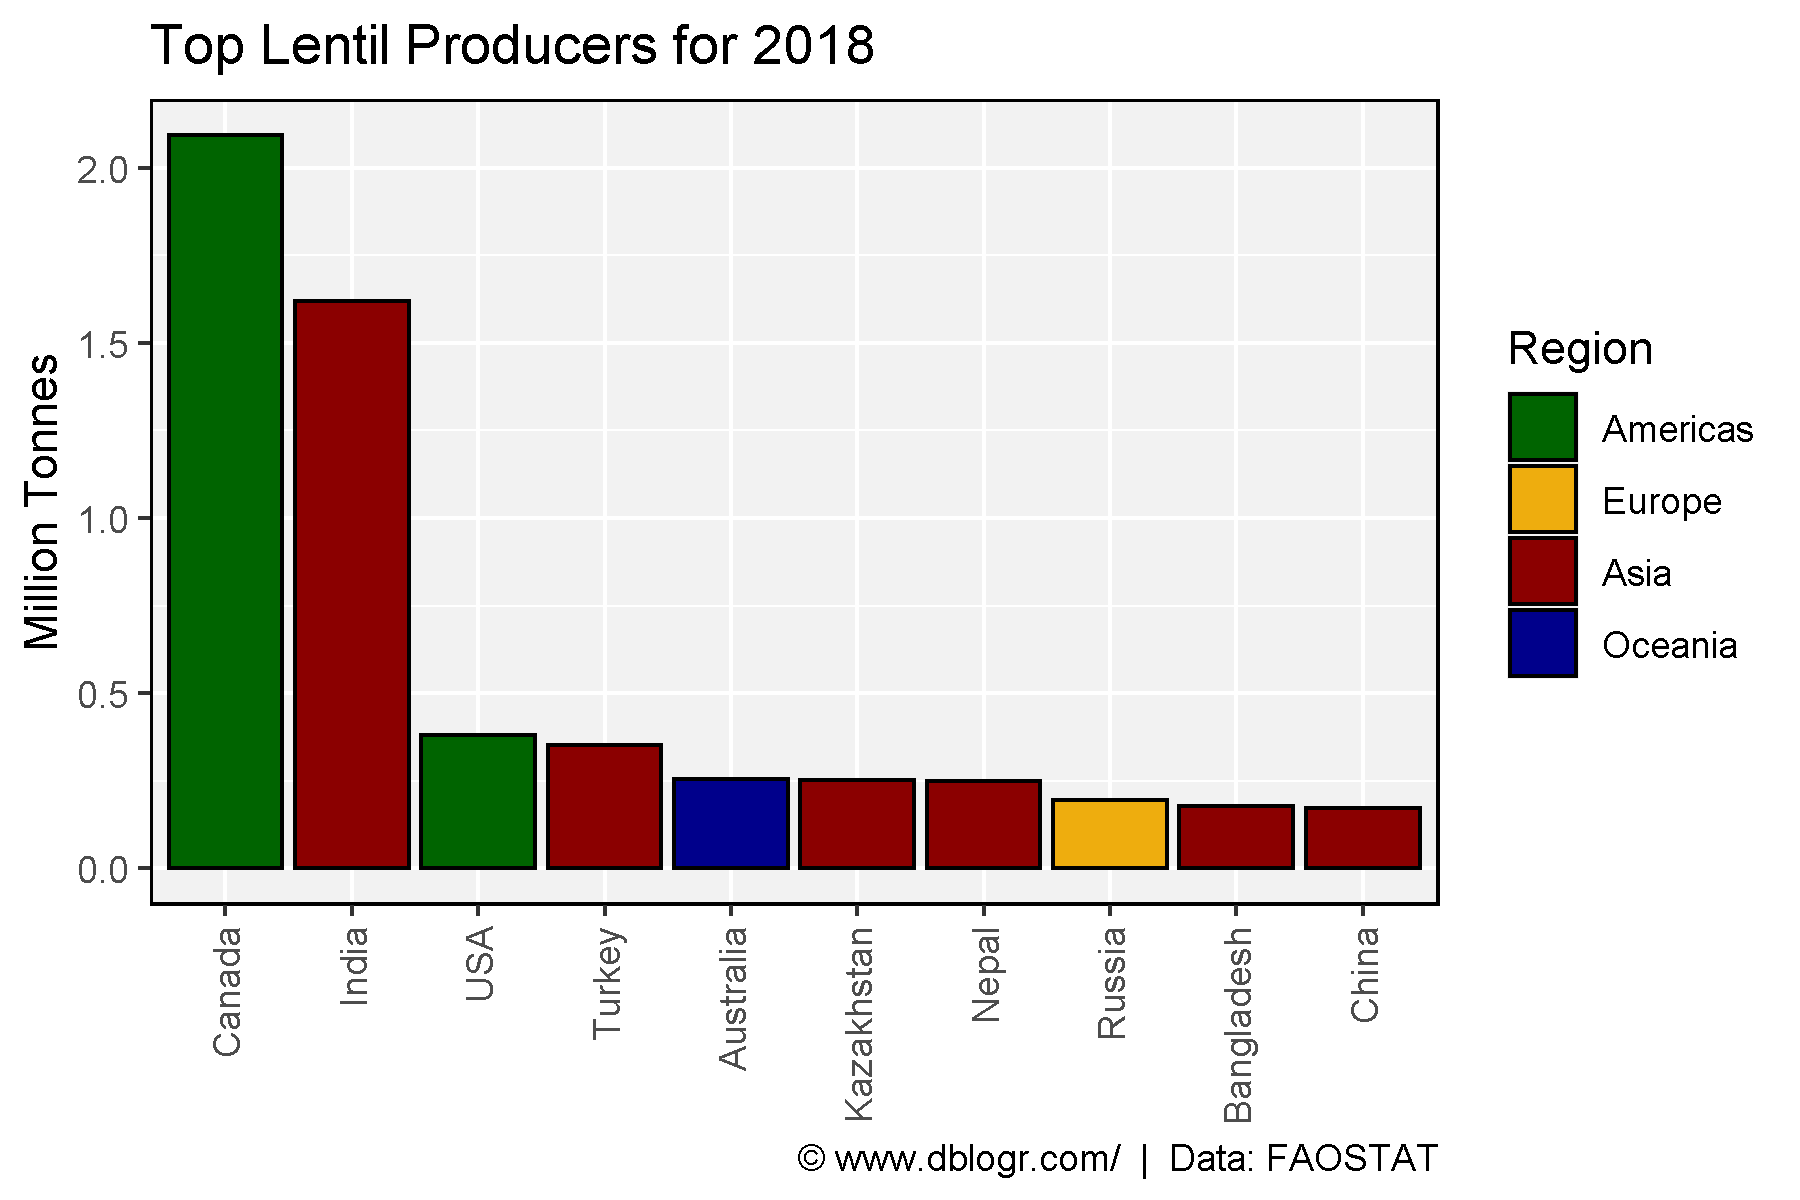 Top Lentil Producers for 2018
Million Tonnes
2.0
1.5
1.0
0.5
0.0
Canada
India
USA
Turkey
Australia
Kazakhstan
Nepal
Russia
Bangladesh
China
Region
Americas
Europe
Asia
Oceania
© www.dblogr.com/ | Data: FAOSTAT